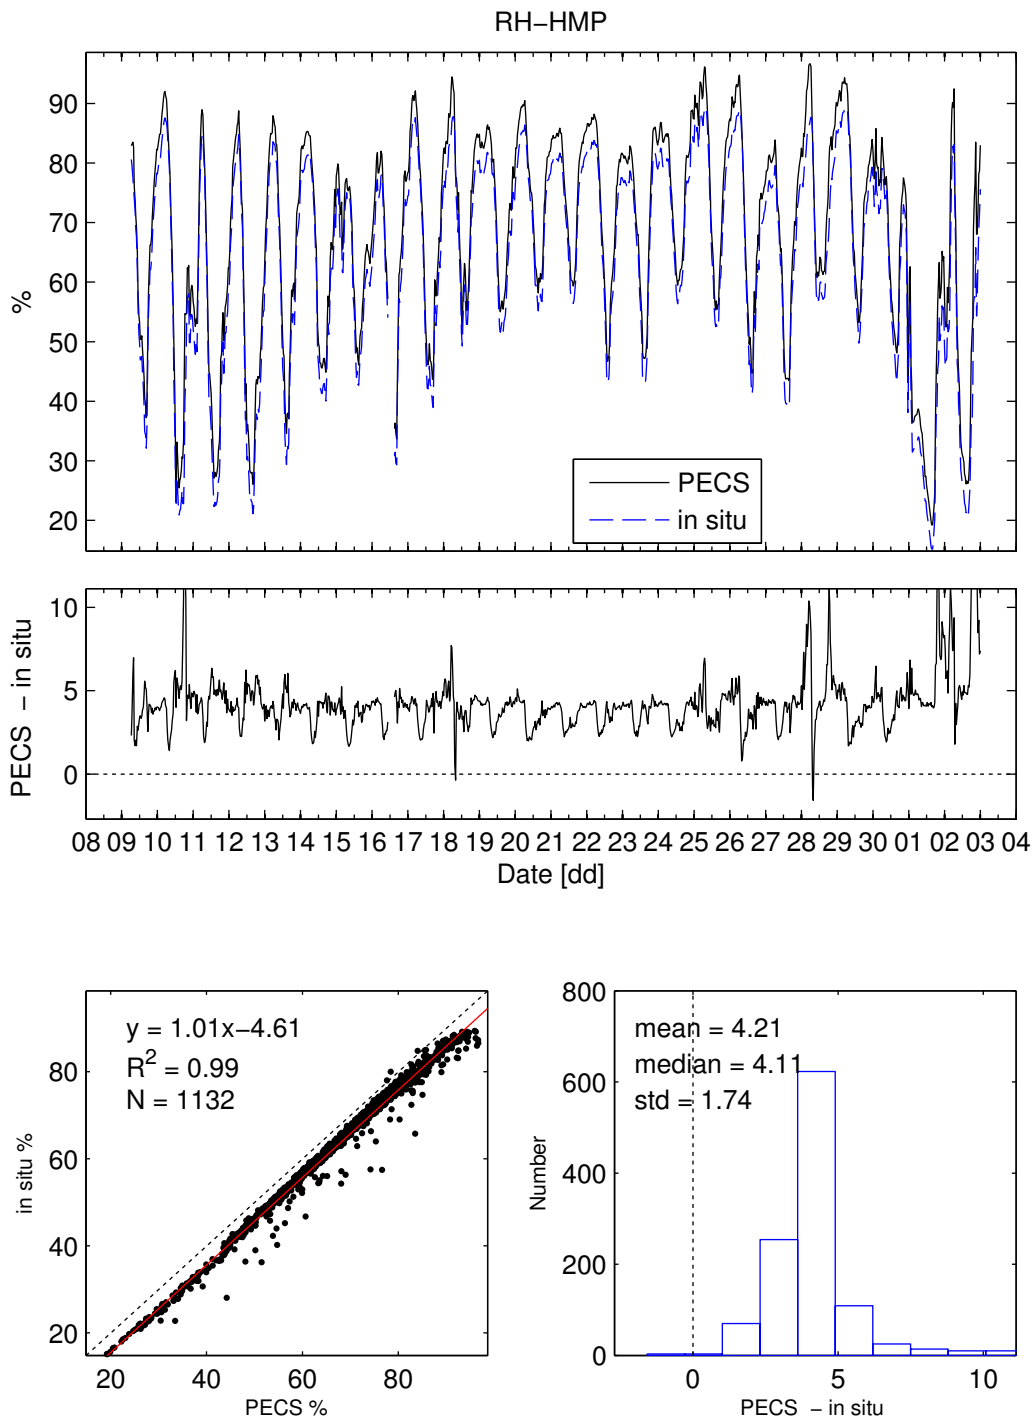 RH−HMP
%
90
80
70
60
50
40
30
20
PECS
in situ
PECS − in situ
10
5
0
08 09 10 11 12 13 14 15 16 17 18 19 20 21 22 23 24 25 26 27 28 29 30 01 02 03 04
Date [dd]
y = 1.01x−4.61
R² = 0.99
N = 1132
in situ %
80
60
40
20
20 40 60 80
PECS %
mean = 4.21
median = 4.11
std = 1.74
Number
800
600
400
200
0
0 5 10
PECS − in situ